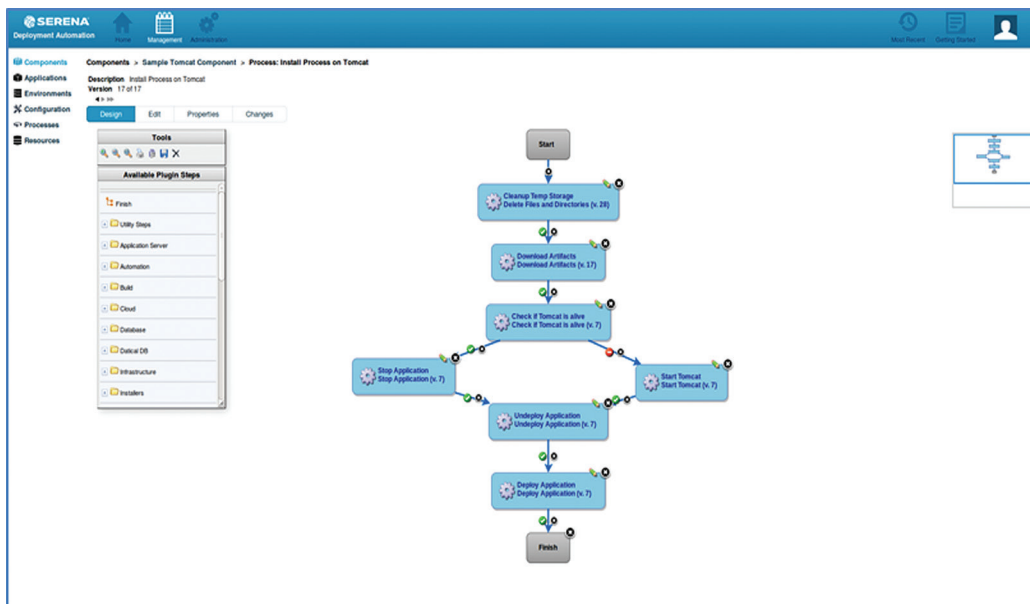 SERENA
Deployment Automation
Home
Management
Administration
Most Recent
Getting Started
Components
Applications
Environments
Configuration
Processes
Resources
Components > Sample Tomcat Component > Process: Install Process on Tomcat
Description Install Process on Tomcat
Version 17 of 17
Design Edit Properties Changes
Tools
Available Plugin Steps
Finish
Utility Steps
Application Server
Automation
Build
Cloud
Database
Datical DB
Infrastructure
Installers
Start
Cleanup Temp Storage
Delete Files and Directories (v. 28)
Download Artifacts
Download Artifacts (v. 17)
Check if Tomcat is alive
Check if Tomcat is alive (v. 7)
Stop Application
Stop Application (v. 7)
Start Tomcat
Start Tomcat (v. 7)
Undeploy Application
Undeploy Application (v. 7)
Deploy Application
Deploy Application (v. 7)
Finish